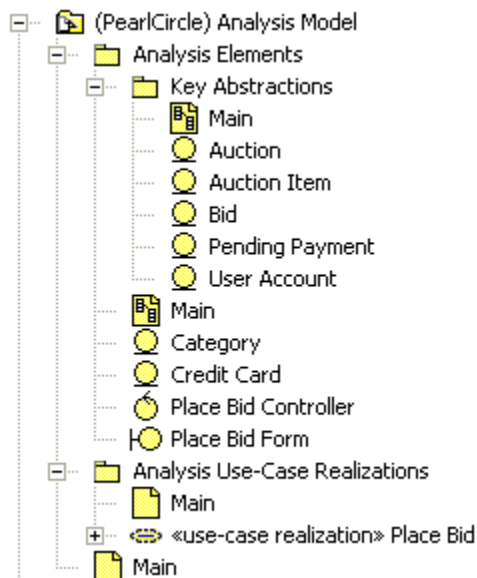 (PearlCircle) Analysis Model
Analysis Elements
Key Abstractions
Main
Auction
Auction Item
Bid
Pending Payment
User Account
Main
Category
Credit Card
Place Bid Controller
Place Bid Form
Analysis Use-Case Realizations
Main
«use-case realization» Place Bid
Main